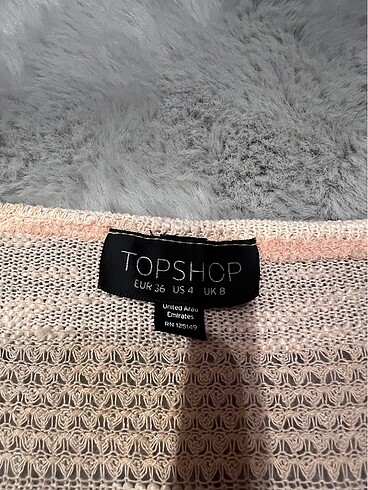 TOPSHOP
EUR 36 US 4 UK 8
United Arab
Emirates
RN 125149